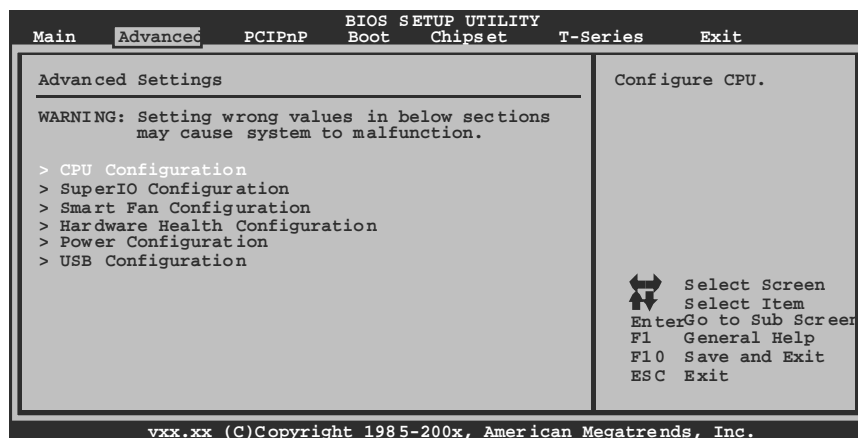 BIOS SETUP UTILITY
Main Advanced PCIPnP Boot Chipset T-Series Exit
Advanced Settings
WARNING: Setting wrong values in below sections
may cause system to malfunction.
> CPU Configuration
> SuperIO Configuration
> Smart Fan Configuration
> Hardware Health Configuration
> Power Configuration
> USB Configuration
Configure CPU.
Select Screen
Select Item
Enter Go to Sub Screen
F1 General Help
F10 Save and Exit
ESC Exit
vxx.xx (C)Copyright 1985-200x, American Megatrends, Inc.